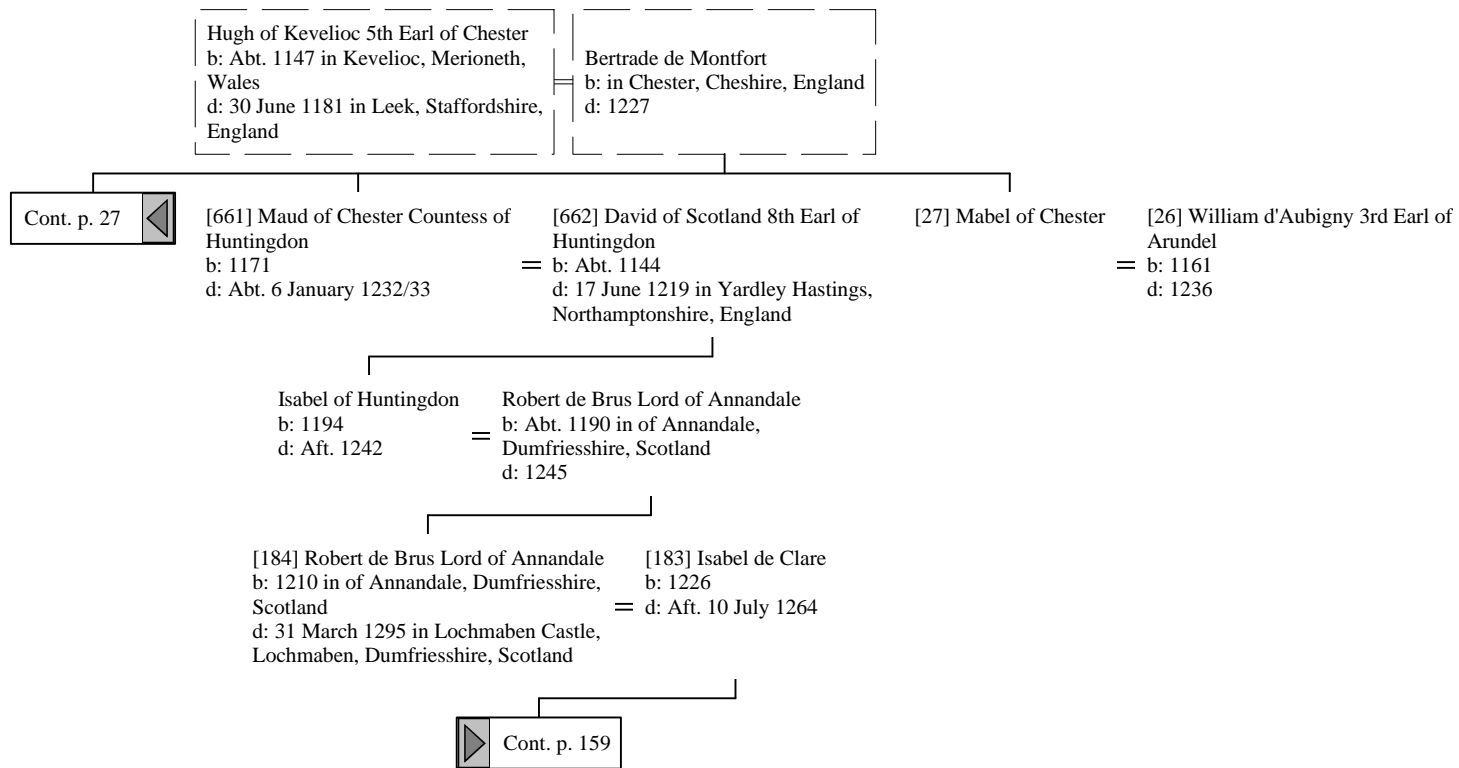 Hugh of Kevelioc 5th Earl of Chester
b: Abt. 1147 in Kevelioc, Merioneth,
Wales
d: 30 June 1181 in Leek, Staffordshire,
England
Bertrade de Montfort
b: in Chester, Cheshire, England
d: 1227
Cont. p. 27
[661] Maud of Chester Countess of
Huntingdon
b: 1171
d: Abt. 6 January 1232/33
=
[662] David of Scotland 8th Earl of
Huntingdon
b: Abt. 1144
d: 17 June 1219 in Yardley Hastings,
Northamptonshire, England
[27] Mabel of Chester
=
[26] William d'Aubigny 3rd Earl of
Arundel
b: 1161
d: 1236
Isabel of Huntingdon
b: 1194
d: Aft. 1242
=
Robert de Brus Lord of Annandale
b: Abt. 1190 in of Annandale,
Dumfriesshire, Scotland
d: 1245
[184] Robert de Brus Lord of Annandale
b: 1210 in of Annandale, Dumfriesshire,
Scotland
d: 31 March 1295 in Lochmaben Castle,
Lochmaben, Dumfriesshire, Scotland
=
[183] Isabel de Clare
b: 1226
d: Aft. 10 July 1264
Cont. p. 159